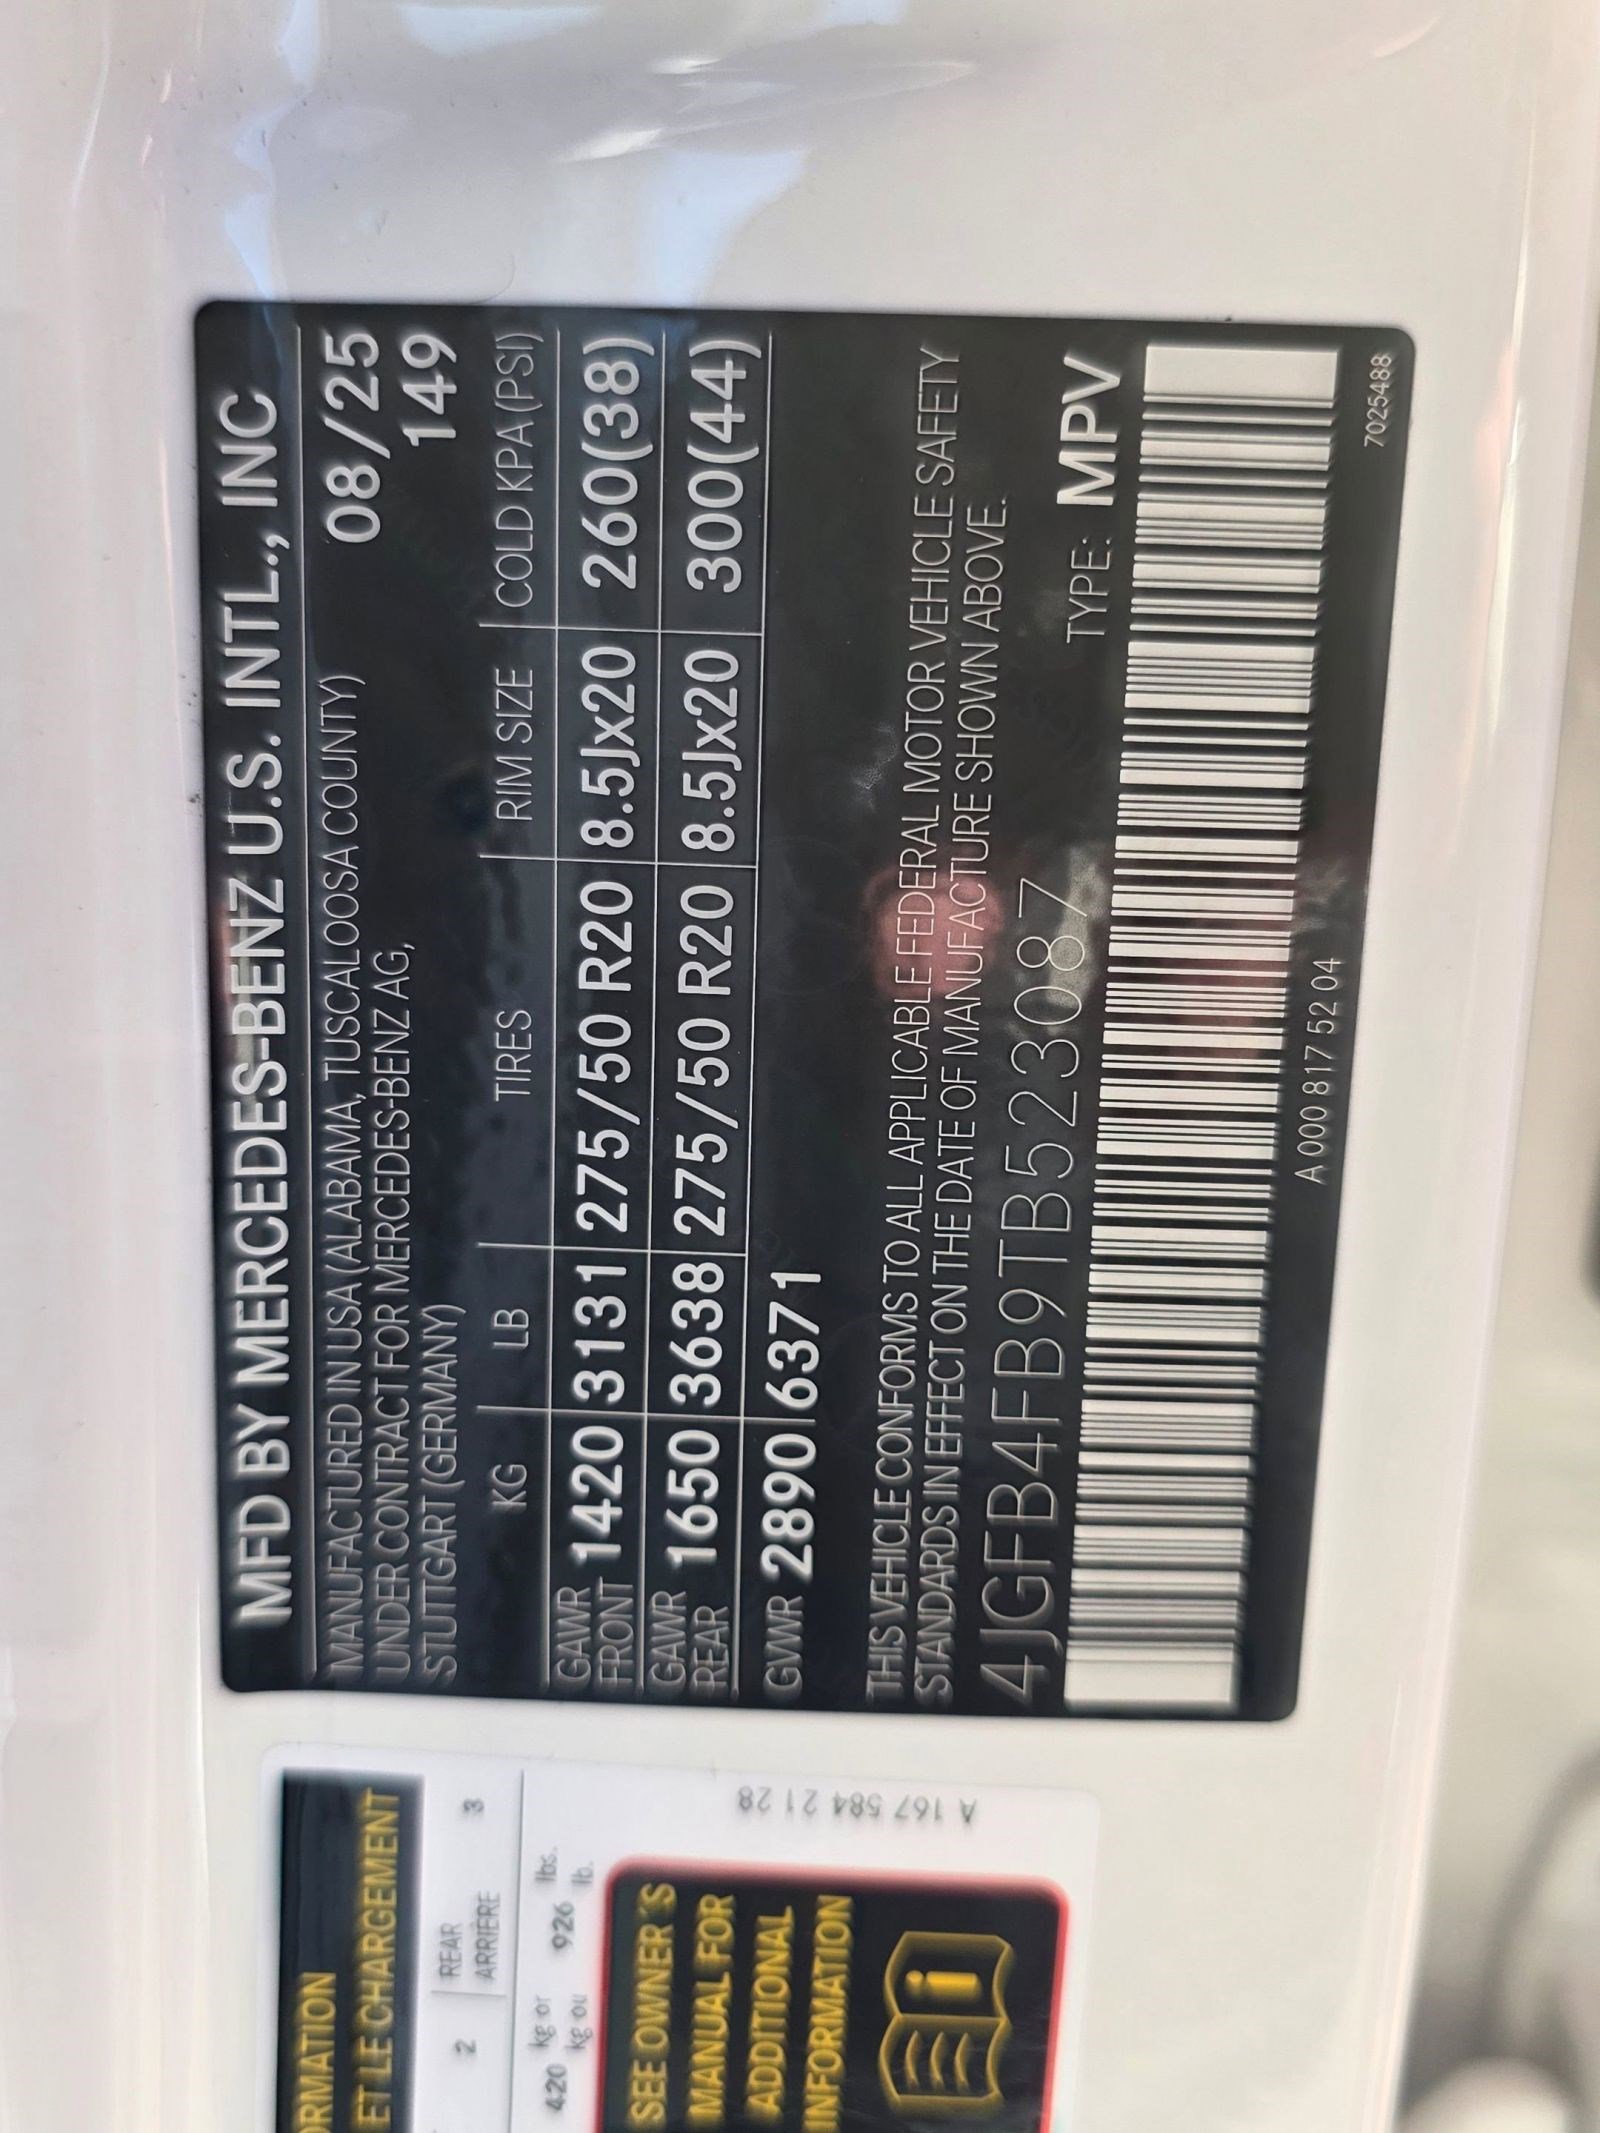 MFD BY MERCEDES-BENZ U.S. INTL., INC
MANUFACTURED IN USA (ALABAMA, TUSCALOOSA COUNTY) 08/25
UNDER CONTRACT FOR MERCEDES-BENZ AG, 149
STUTTGART (GERMANY)
KG LB TIRES RIM SIZE COLD KPA (PSI)
GAWR FRONT 1420 3131 275/50 R20 8.5Jx20 260(38)
GAWR REAR 1650 3638 275/50 R20 8.5Jx20 300(44)
GVWR 2890 6371
THIS VEHICLE CONFORMS TO ALL APPLICABLE FEDERAL MOTOR VEHICLE SAFETY
STANDARDS IN EFFECT ON THE DATE OF MANUFACTURE SHOWN ABOVE.
4JGFB4FB9TB523087 TYPE: MPV
A 000 817 52 04
7025488
ORMATION
ET LE CHARGEMENT
2 REAR 3
ARRIÈRE
420 kg or 926 lbs.
kg ou lb.
SEE OWNER'S
MANUAL FOR
ADDITIONAL
INFORMATION
i
A 167 584 21 28